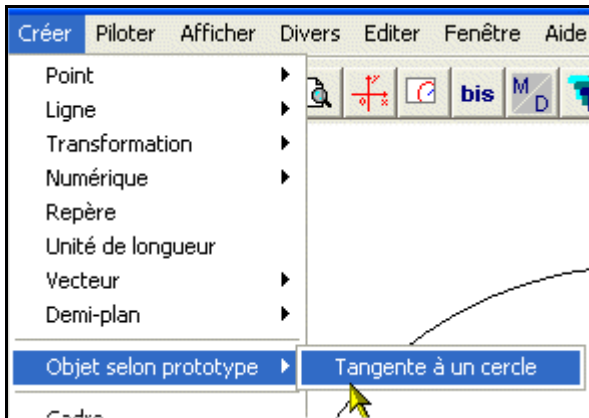 Créer Piloter Afficher Divers Editer Fenêtre Aide
bis M D
Point
Ligne
Transformation
Numérique
Repère
Unité de longueur
Vecteur
Demi-plan
Objet selon prototype Tangente à un cercle
Cadre